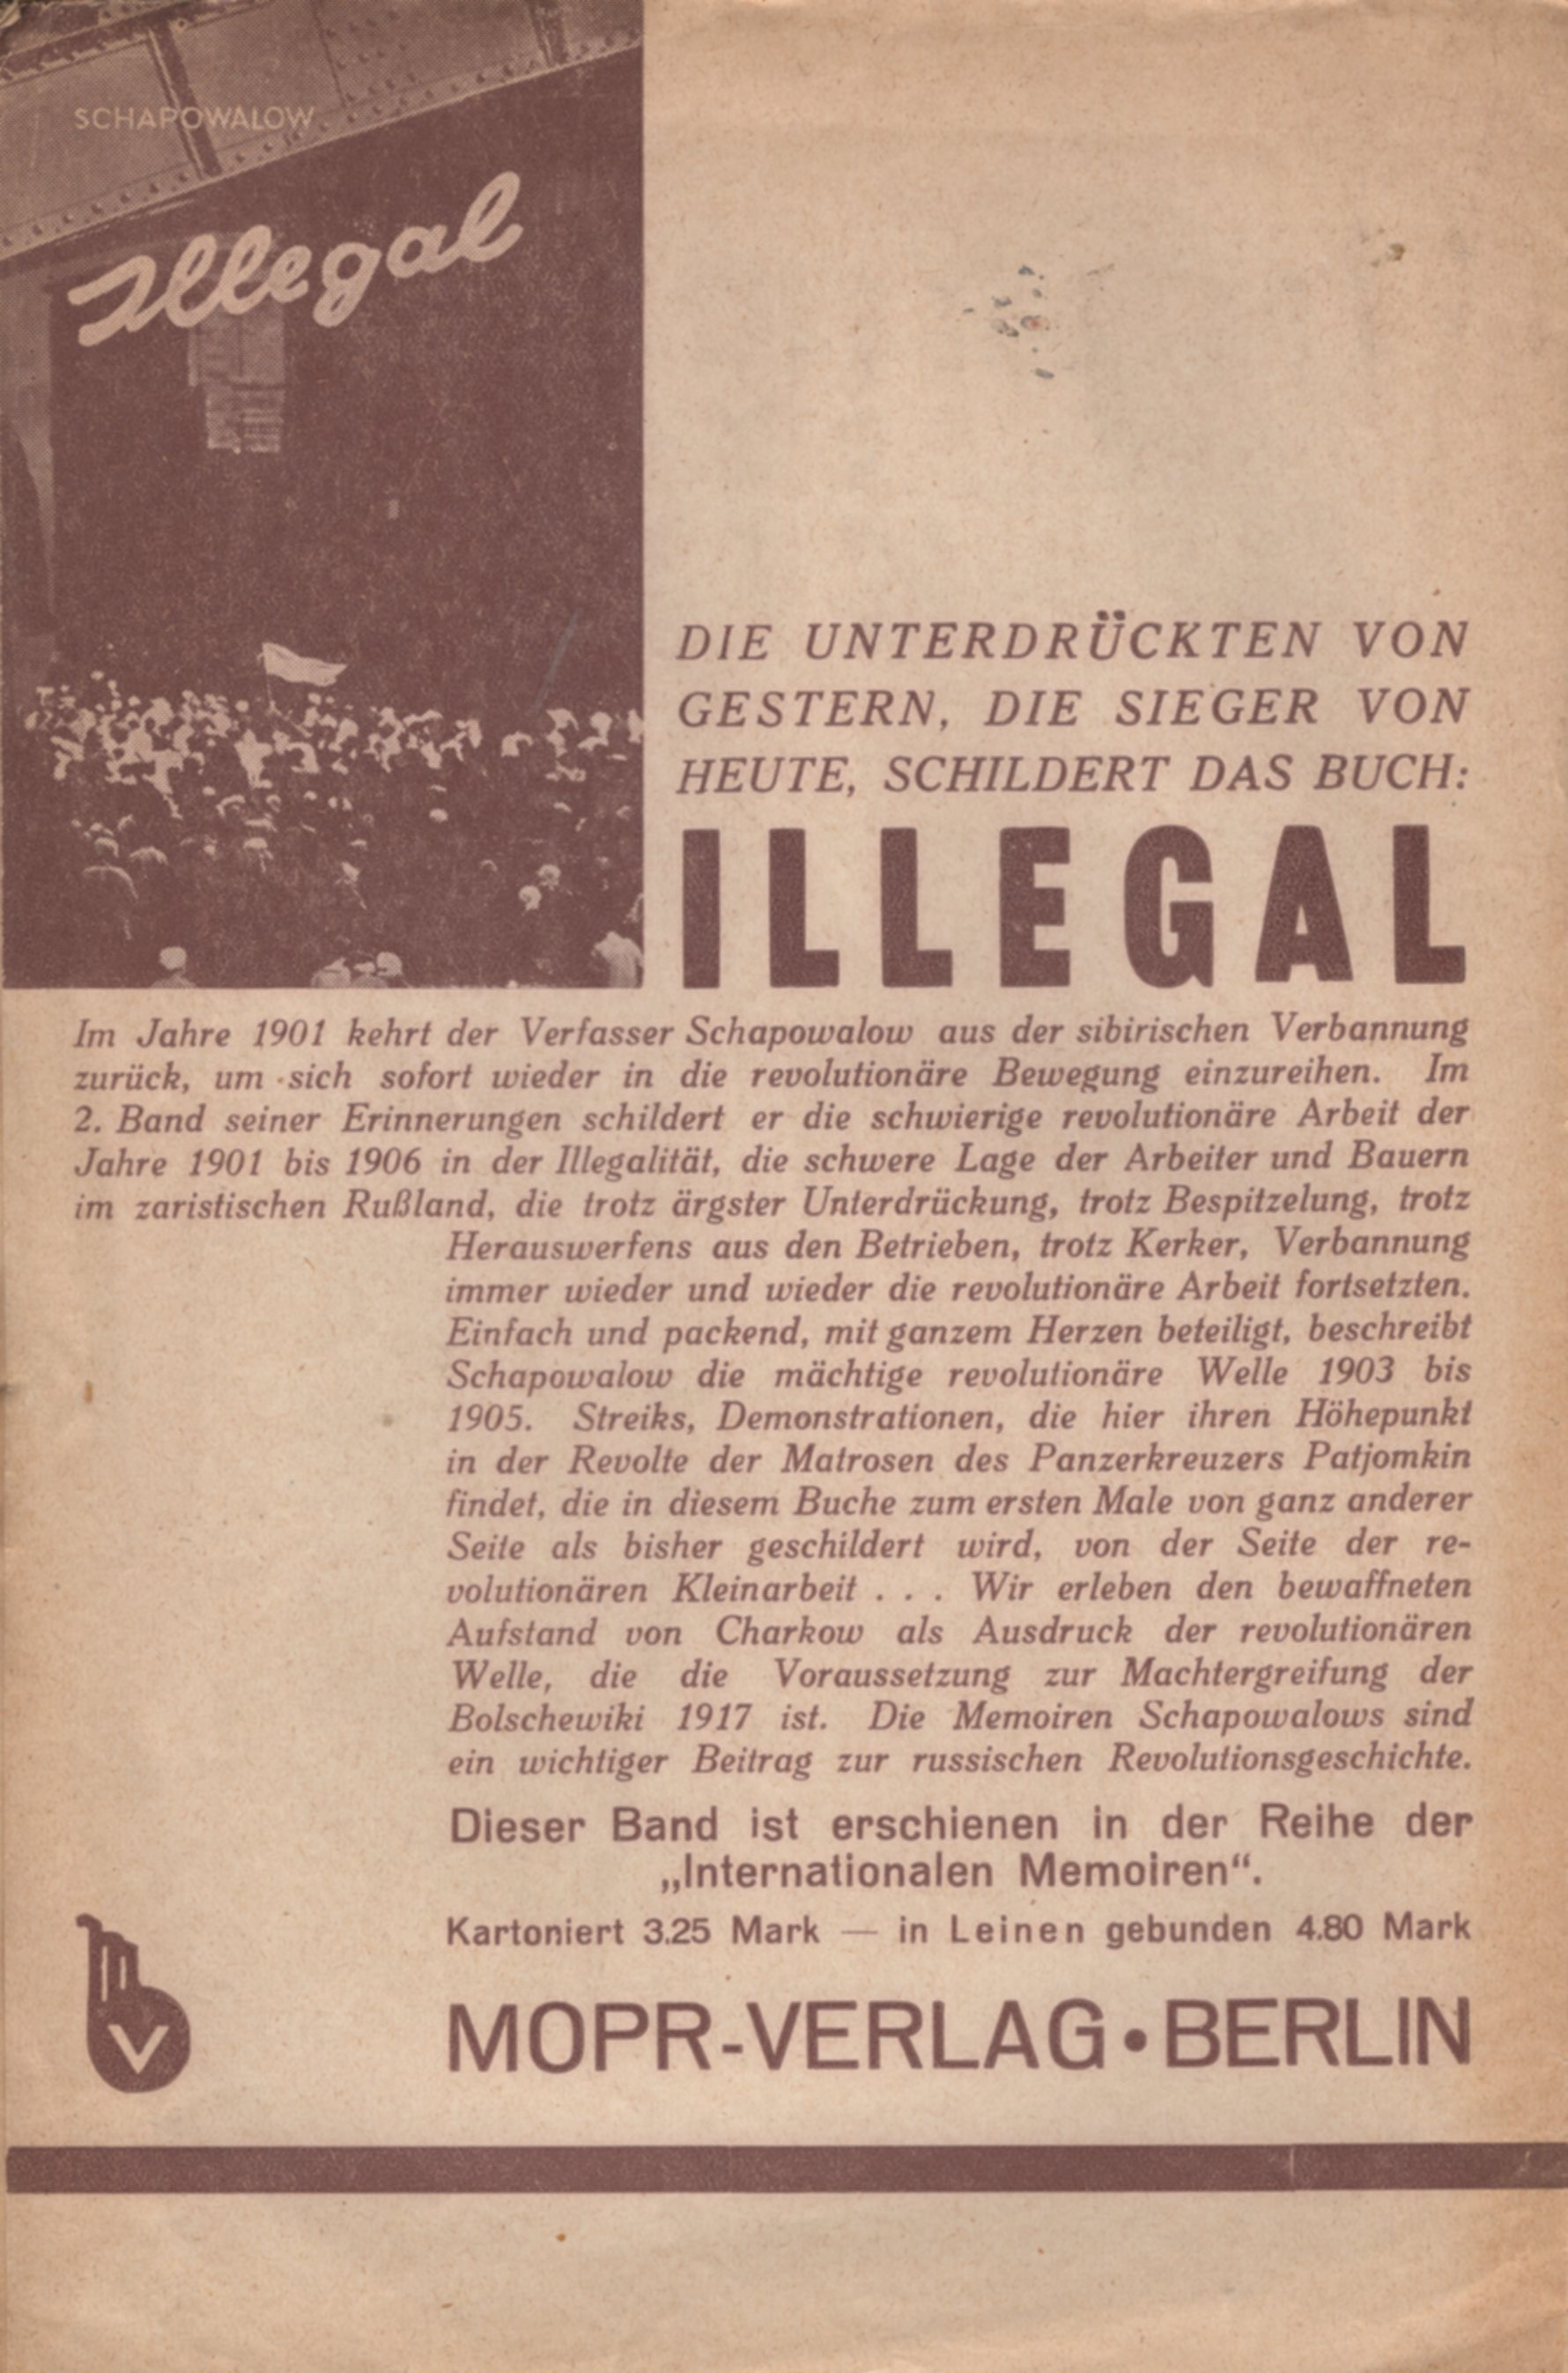 SCHAPOWALOW
Illegal
DIE UNTERDRÜCKTEN VON
GESTERN, DIE SIEGER VON
HEUTE, SCHILDERT DAS BUCH:
ILLEGAL
Im Jahre 1901 kehrt der Verfasser Schapowalow aus der sibirischen Verbannung
zurück, um sich sofort wieder in die revolutionäre Bewegung einzureihen. Im
2. Band seiner Erinnerungen schildert er die schwierige revolutionäre Arbeit der
Jahre 1901 bis 1906 in der Illegalität, die schwere Lage der Arbeiter und Bauern
im zaristischen Rußland, die trotz ärgster Unterdrückung, trotz Bespitzelung, trotz
Herauswerfens aus den Betrieben, trotz Kerker, Verbannung
immer wieder und wieder die revolutionäre Arbeit fortsetzten.
Einfach und packend, mit ganzem Herzen beteiligt, beschreibt
Schapowalow die mächtige revolutionäre Welle 1903 bis
1905. Streiks, Demonstrationen, die hier ihren Höhepunkt
in der Revolte der Matrosen des Panzerkreuzers Patjomkin
findet, die in diesem Buche zum ersten Male von ganz anderer
Seite als bisher geschildert wird, von der Seite der re-
volutionären Kleinarbeit . . . Wir erleben den bewaffneten
Aufstand von Charkow als Ausdruck der revolutionären
Welle, die die Voraussetzung zur Machtergreifung der
Bolschewiki 1917 ist. Die Memoiren Schapowalows sind
ein wichtiger Beitrag zur russischen Revolutionsgeschichte.
Dieser Band ist erschienen in der Reihe der
„Internationalen Memoiren“.
Kartoniert 3.25 Mark — in Leinen gebunden 4.80 Mark
MOPR-VERLAG • BERLIN